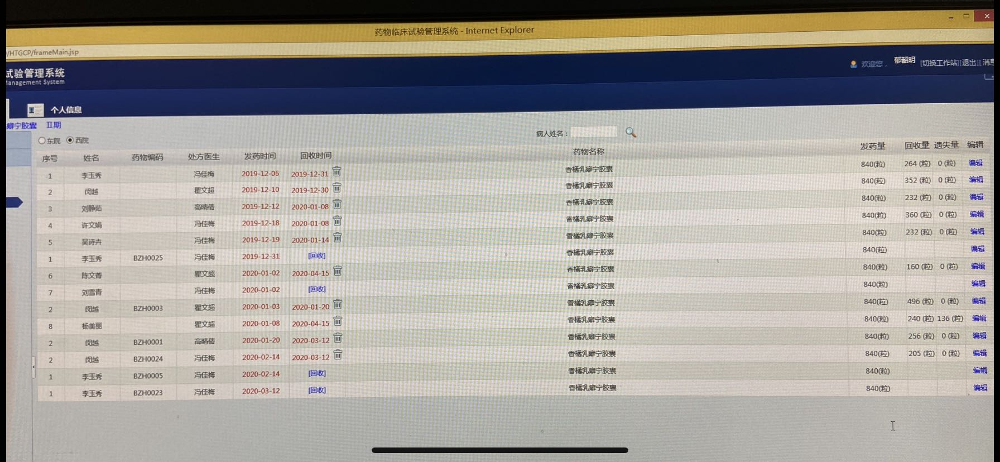 药物临床试验管理系统 - Internet Explorer
/HTGCP/frameMain.jsp
试验管理系统
Management System
欢迎您， 郁韶明 [切换工作站][退出][消息
个人信息
癖宁胶囊 II期
东院 西院 病人姓名：
序号 姓名 药物编码 处方医生 发药时间 回收时间 药物名称 发药量 回收量 遗失量 编辑
1 李玉秀 冯佳梅 2019-12-06 2019-12-31 香橘乳癖宁胶囊 840(粒) 264 (粒) 0 (粒) 编辑
2 闵越 瞿文超 2019-12-10 2019-12-30 香橘乳癖宁胶囊 840(粒) 352 (粒) 0 (粒) 编辑
3 刘静茹 高晴倩 2019-12-12 2020-01-08 香橘乳癖宁胶囊 840(粒) 232 (粒) 0 (粒) 编辑
4 许文娟 冯佳梅 2019-12-18 2020-01-08 香橘乳癖宁胶囊 840(粒) 360 (粒) 0 (粒) 编辑
5 吴诗卉 冯佳梅 2019-12-19 2020-01-14 香橘乳癖宁胶囊 840(粒) 232 (粒) 0 (粒) 编辑
1 李玉秀 BZH0025 冯佳梅 2019-12-31 [回收] 香橘乳癖宁胶囊 840(粒) 编辑
6 陈文菁 瞿文超 2020-01-02 2020-04-15 香橘乳癖宁胶囊 840(粒) 160 (粒) 0 (粒) 编辑
7 刘雪青 冯佳梅 2020-01-02 [回收] 香橘乳癖宁胶囊 840(粒) 编辑
2 闵越 BZH0003 瞿文超 2020-01-03 2020-01-20 香橘乳癖宁胶囊 840(粒) 496 (粒) 0 (粒) 编辑
8 杨美丽 瞿文超 2020-01-08 2020-04-15 香橘乳癖宁胶囊 840(粒) 240 (粒) 136 (粒) 编辑
2 闵越 BZH0001 高晴倩 2020-01-20 2020-03-12 香橘乳癖宁胶囊 840(粒) 256 (粒) 0 (粒) 编辑
2 闵越 BZH0024 冯佳梅 2020-02-14 2020-03-12 香橘乳癖宁胶囊 840(粒) 205 (粒) 0 (粒) 编辑
1 李玉秀 BZH0005 冯佳梅 2020-02-14 [回收] 香橘乳癖宁胶囊 840(粒) 编辑
1 李玉秀 BZH0023 冯佳梅 2020-03-12 [回收] 香橘乳癖宁胶囊 840(粒) 编辑